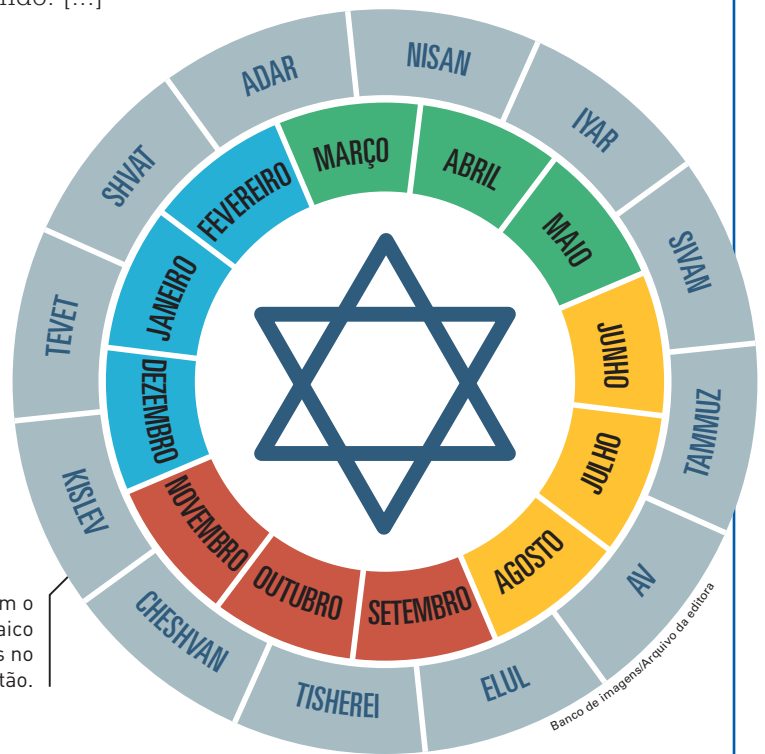 ndo. [...]
NISAN
IYAR
SIVAN
TAMMUZ
AV
ELUL
TISHEREI
CHESHVAN
KISLEV
TEVET
SHVAT
ADAR
MARÇO
ABRIL
MAIO
JUNHO
JULHO
AGOSTO
SETEMBRO
OUTUBRO
NOVEMBRO
DEZEMBRO
JANEIRO
FEVEREIRO
m o
aico
s no
tão.
Banco de imagens/Arquivo da editora